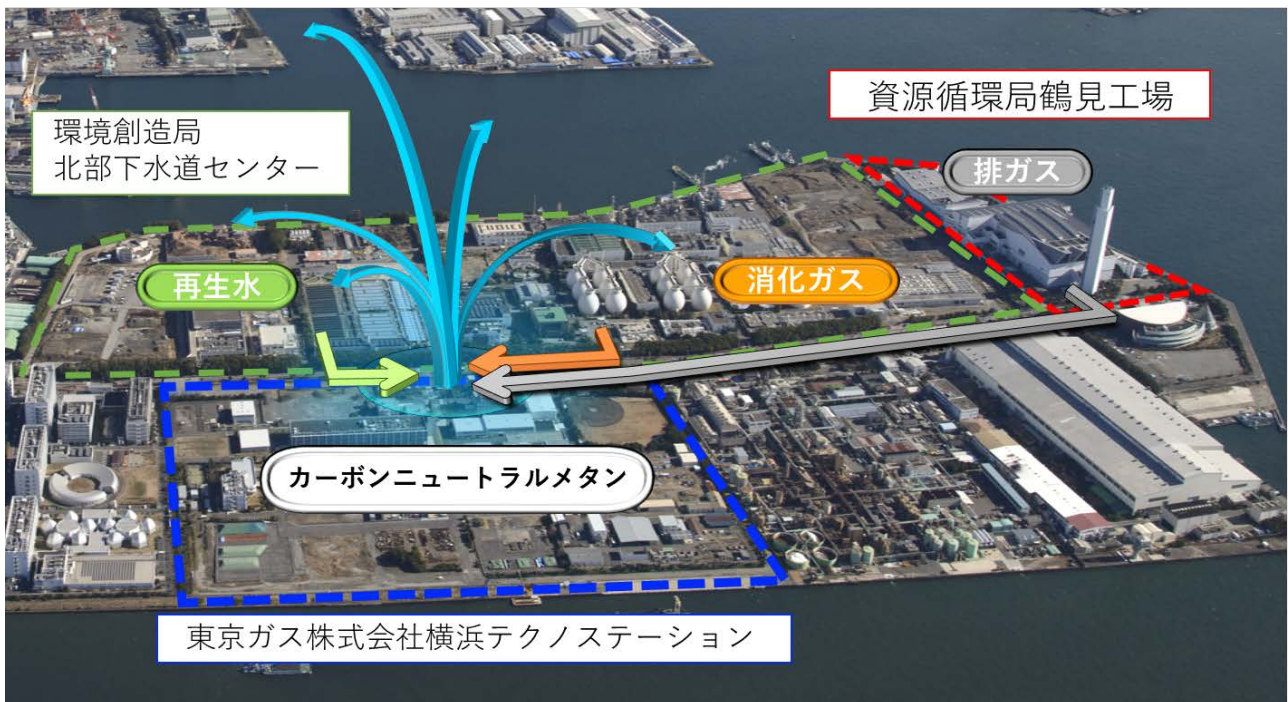 資源循環局鶴見工場
環境創造局
北部下水道センター
排ガス
再生水
消化ガス
カーボンニュートラルメタン
東京ガス株式会社横浜テクノステーション